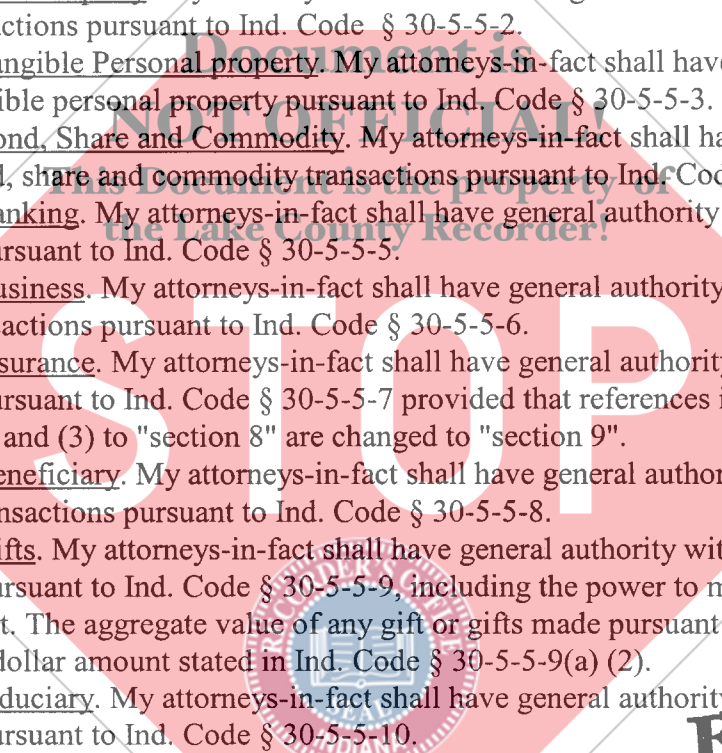 ctions pursuant to Ind. Code § 30-5-5-2.
angible Personal property. My attorneys-in-fact shall have
ible personal property pursuant to Ind. Code § 30-5-5-3.
ond, Share and Commodity. My attorneys-in-fact shall ha
d, share and commodity transactions pursuant to Ind. Cod
anking. My attorneys-in-fact shall have general authority
ursuant to Ind. Code § 30-5-5-5.
usiness. My attorneys-in-fact shall have general authority
sactions pursuant to Ind. Code § 30-5-5-6.
surance. My attorneys-in-fact shall have general authority
ursuant to Ind. Code § 30-5-5-7 provided that references i
and (3) to "section 8" are changed to "section 9".
eneficiary. My attorneys-in-fact shall have general author
nsactions pursuant to Ind. Code § 30-5-5-8.
ifts. My attorneys-in-fact shall have general authority wit
ursuant to Ind. Code § 30-5-5-9, including the power to m
t. The aggregate value of any gift or gifts made pursuant
dollar amount stated in Ind. Code § 30-5-5-9(a) (2).
duciary. My attorneys-in-fact shall have general authority
ursuant to Ind. Code § 30-5-5-10.
Document is
NOT OFFICIAL!
This Document is the property of
the Lake County Recorder!
STOP
RECORDER'S OFFICE
SEAL
INDIANA